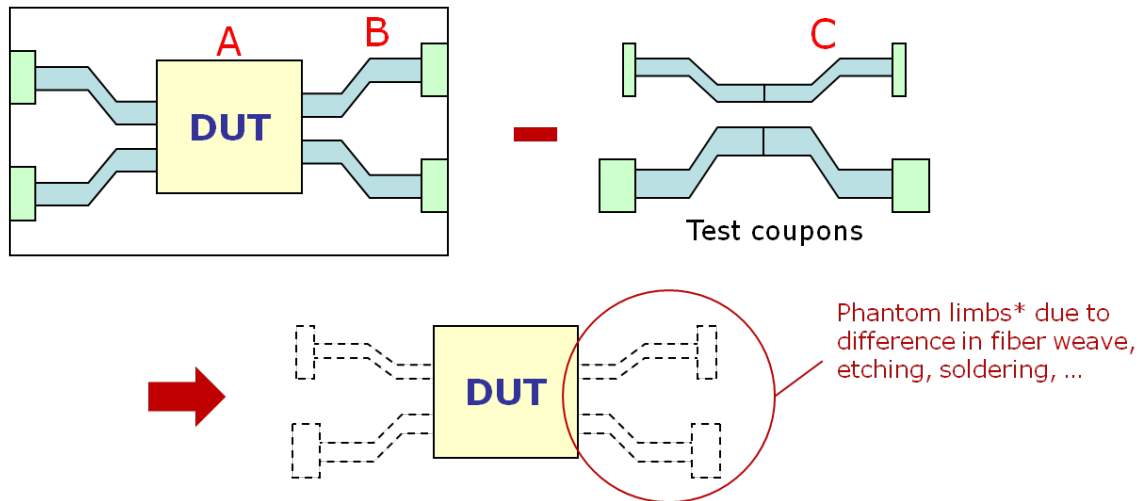 A
B
DUT
C
Test coupons
DUT
Phantom limbs* due to
difference in fiber weave,
etching, soldering, ...